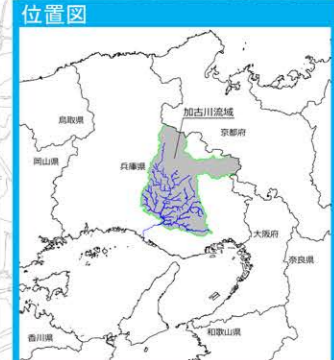 位置図
鳥取県
加古川流域
京都府
岡山県
兵庫県
大阪府
奈良県
香川県
和歌山県